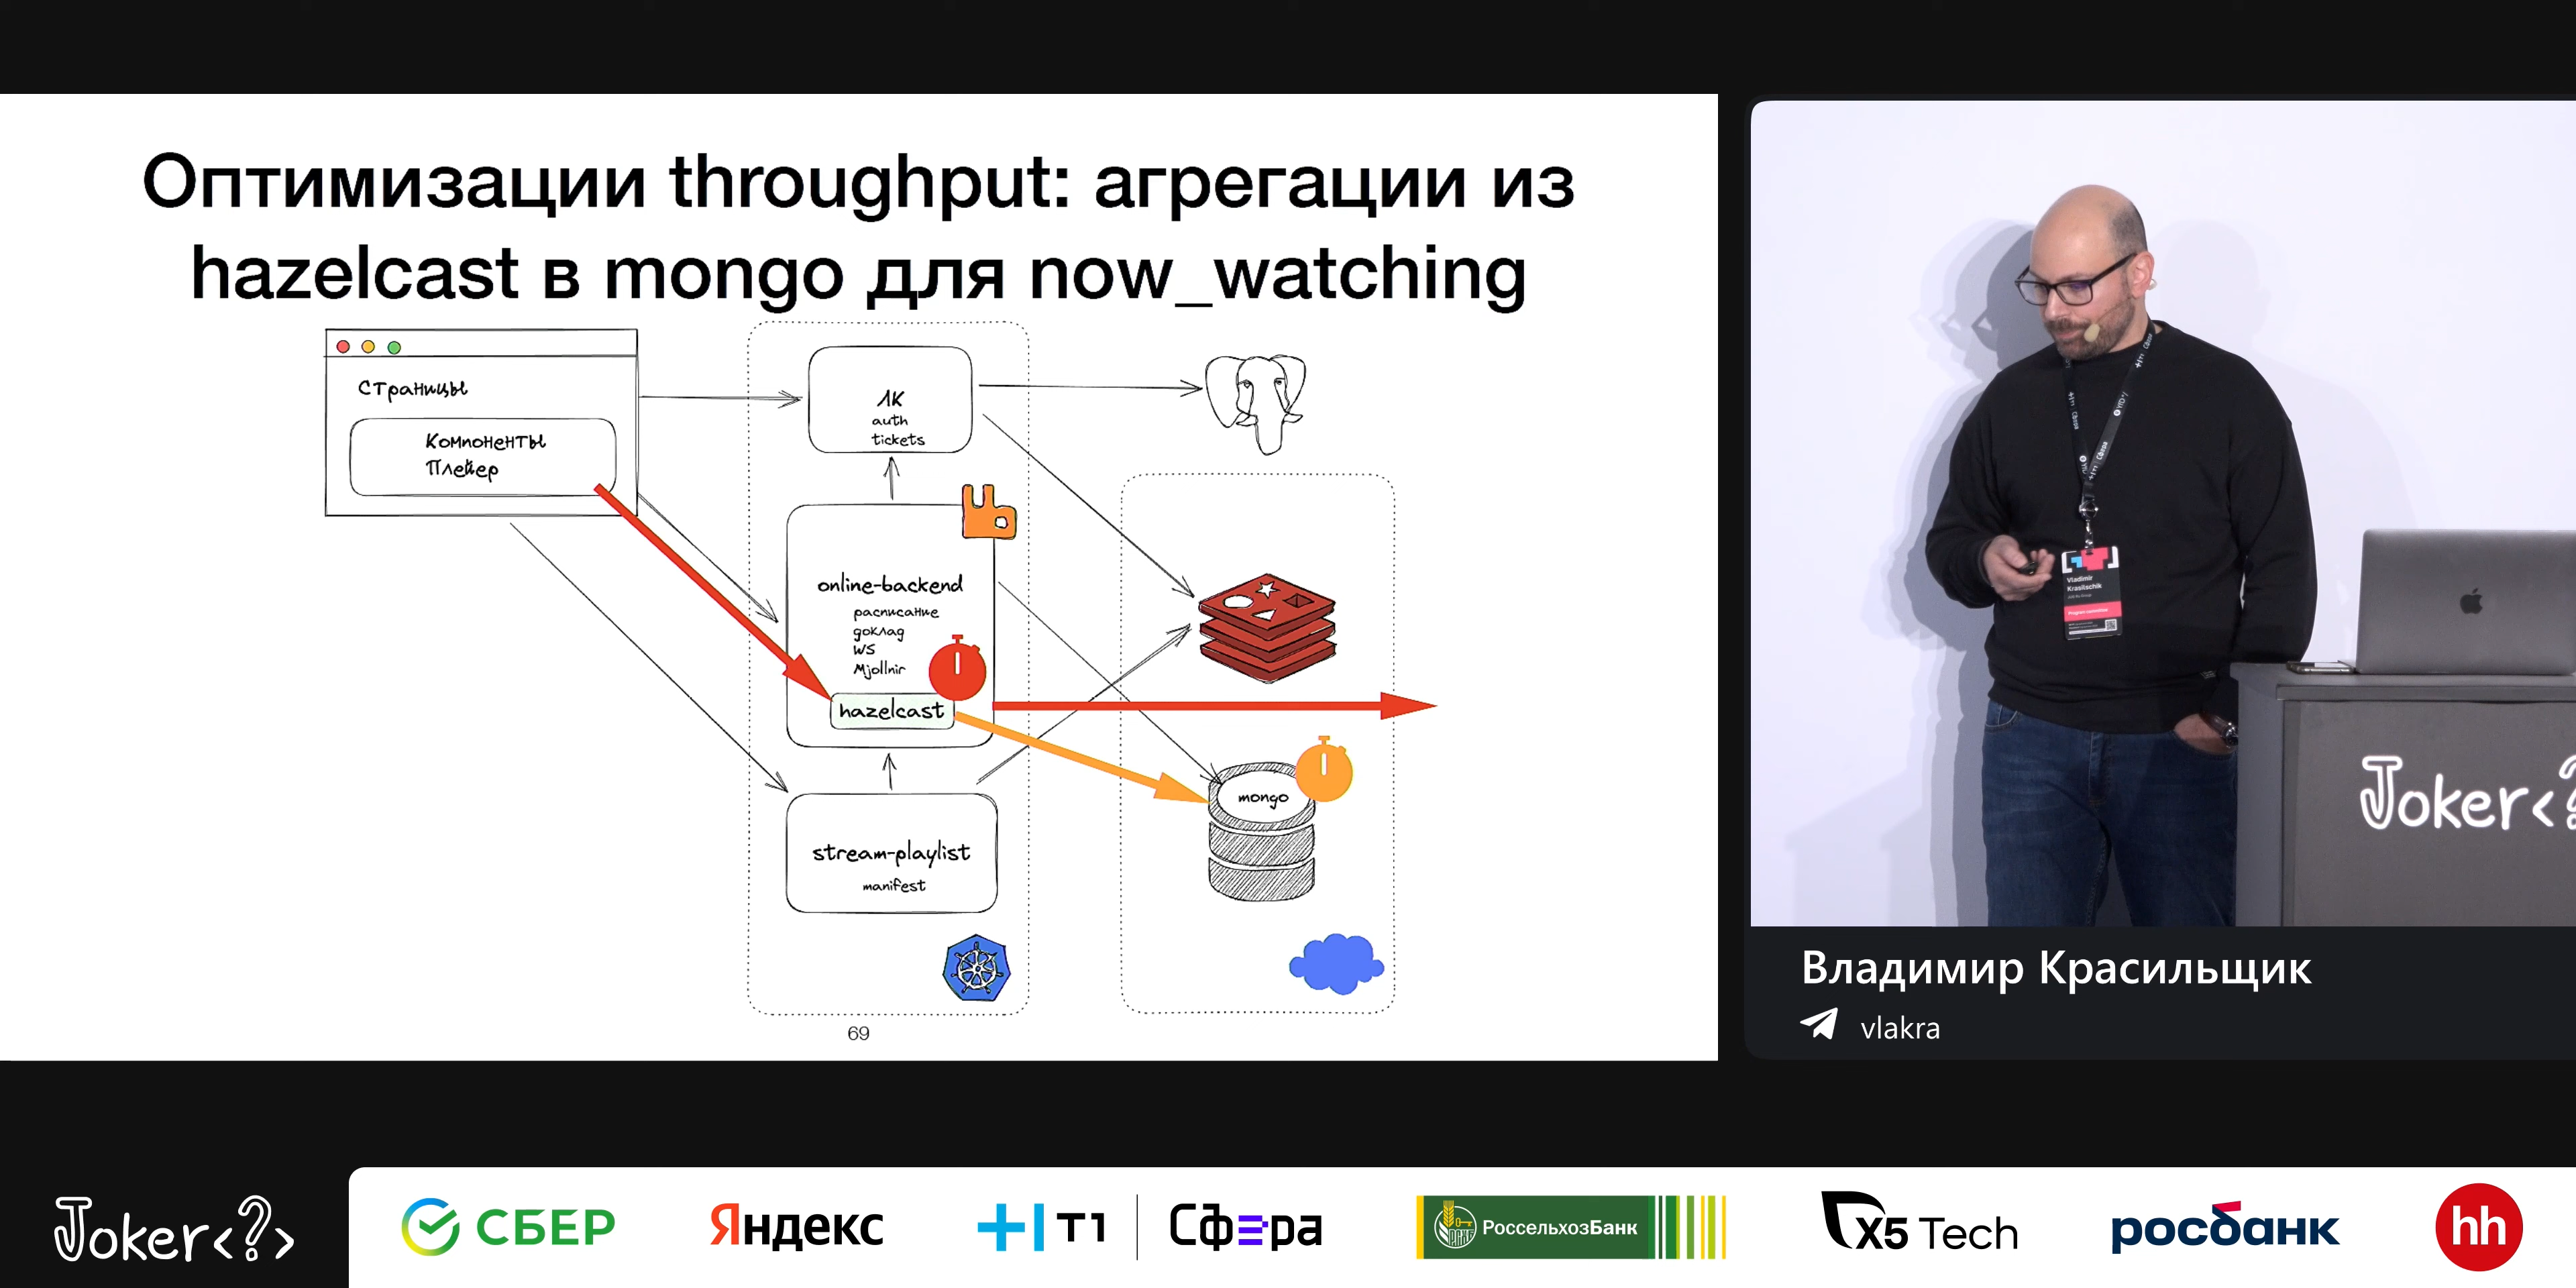 Оптимизации throughput: агрегации из
hazelcast в mongo для now_watching
Страницы
Компоненты
Плейер
ЛК
auth
tickets
online-backend
расписание
доклад
WS
Mjollnir
hazelcast
mongo
stream-playlist
manifest
69
Vladimir
Krasilschik
Joker<?
Владимир Красильщик
vlakra
Joker<?>
СБЕР
Яндекс
Т1
Сфера
РоссельхозБанк
X5 Tech
росбанк
hh